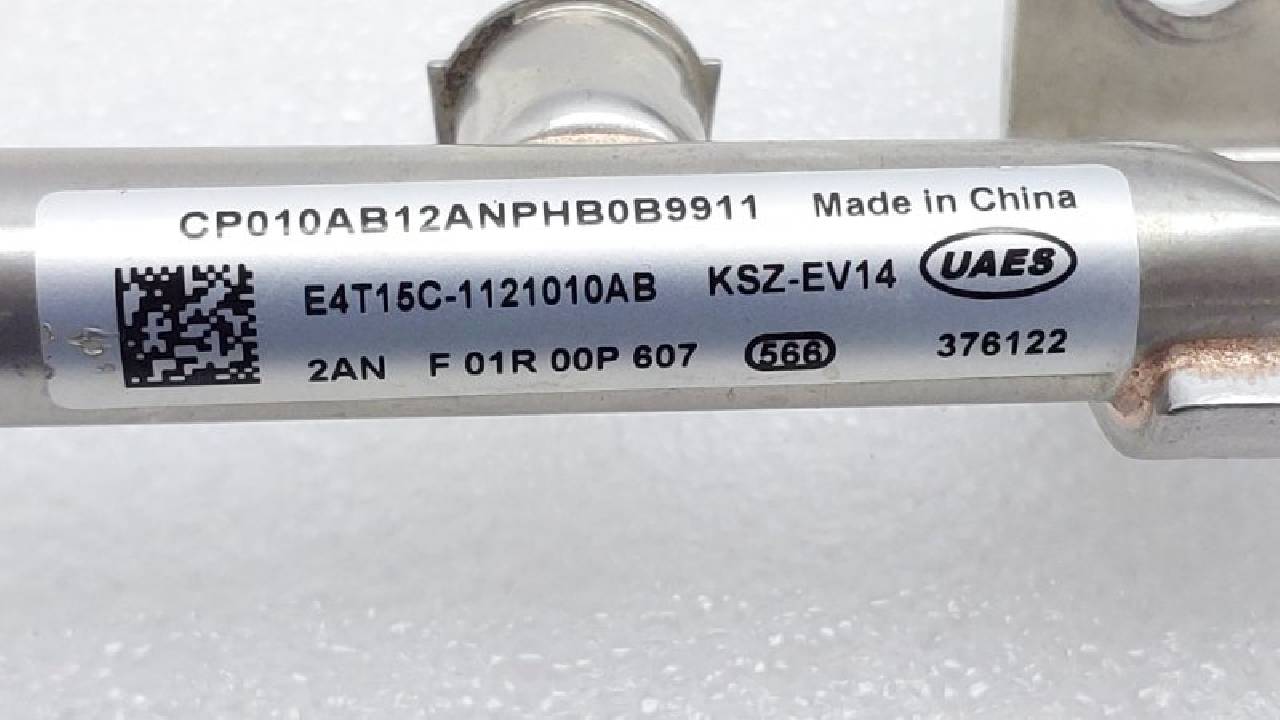 CP010AB12ANPHB0B9911 Made in China
E4T15C-1121010AB KSZ-EV14 UAES
2AN F 01R 00P 607 566 376122